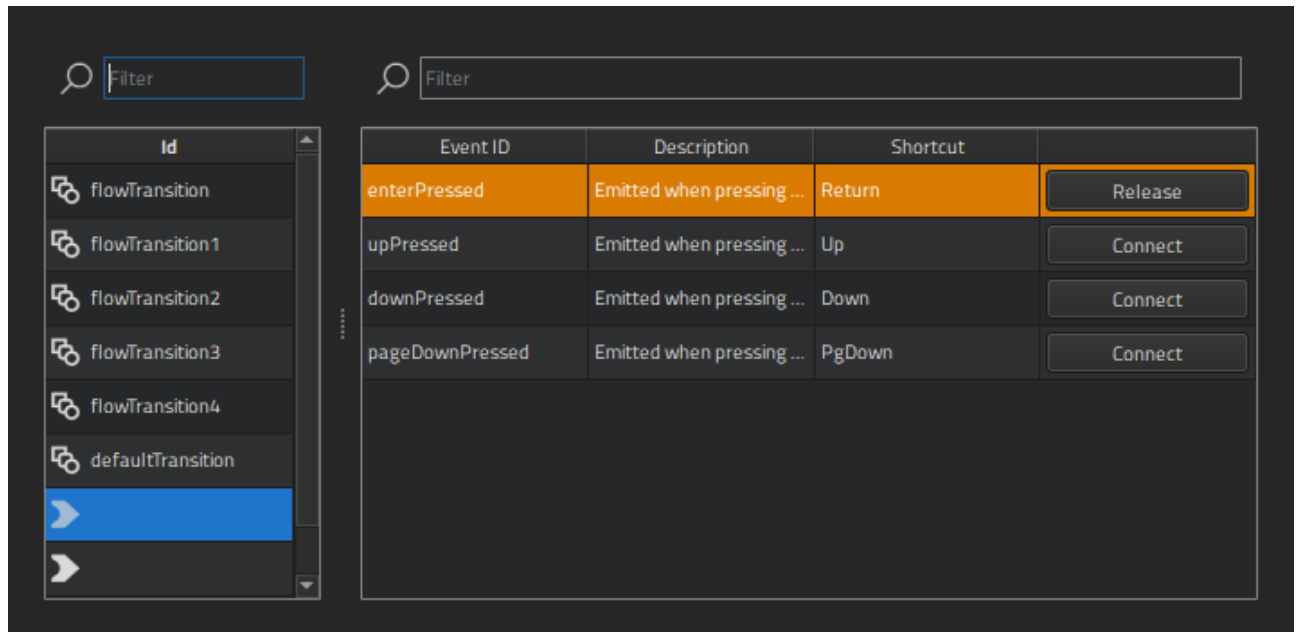 Filter
Filter
Id
flowTransition
flowTransition1
flowTransition2
flowTransition3
flowTransition4
defaultTransition
Event ID Description Shortcut
enterPressed Emitted when pressing ... Return Release
upPressed Emitted when pressing ... Up Connect
downPressed Emitted when pressing ... Down Connect
pageDownPressed Emitted when pressing ... PgDown Connect